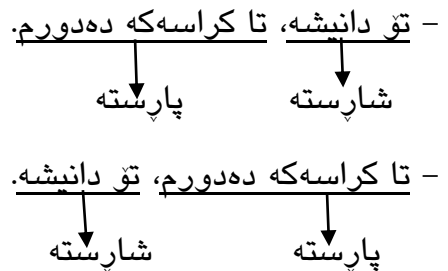 – تۆ دانیشە، تا کراسەکە دەدورم.
شاڕستە پاڕستە
– تا کراسەکە دەدورم، تۆ دانیشە.
پاڕستە شاڕستە